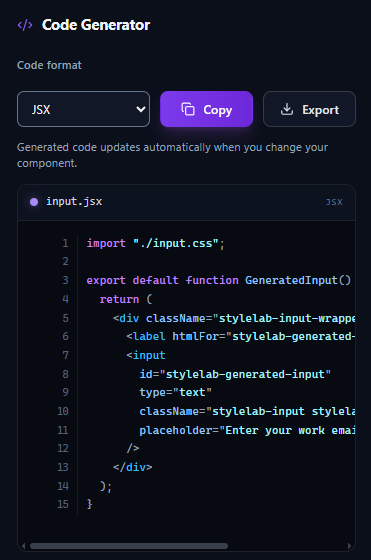 </> Code Generator
Code format
JSX
Copy
Export
Generated code updates automatically when you change your
component.
input.jsx
JSX
1 import "./input.css";
2
3 export default function GeneratedInput()
4   return (
5     <div className="stylelab-input-wrappe
6       <label htmlFor="stylelab-generated-
7       <input
8         id="stylelab-generated-input"
9         type="text"
10         className="stylelab-input stylela
11         placeholder="Enter your work emai
12       />
13     </div>
14   );
15 }